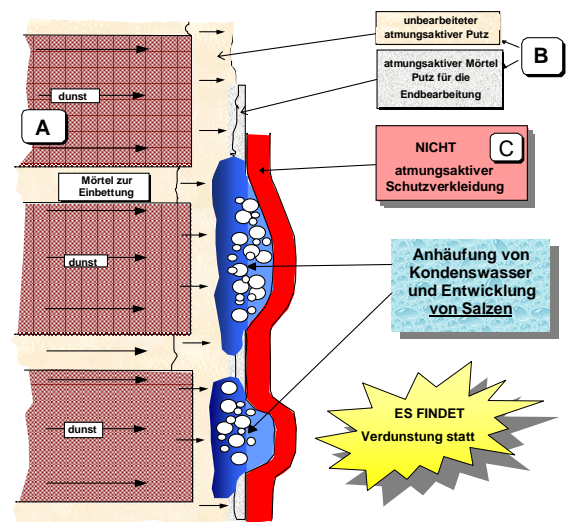 unbearbeiteter
atmungsaktiver Putz
B
atmungsaktiver Mörtel
Putz für die
Endbearbeitung
dunst
A
NICHT
C
atmungsaktiver
Schutzverkleidung
Mörtel zur
Einbettung
dunst
Anhäufung von
Kondenswasser
und Entwicklung
von Salzen
ES FINDET
Verdunstung statt
dunst